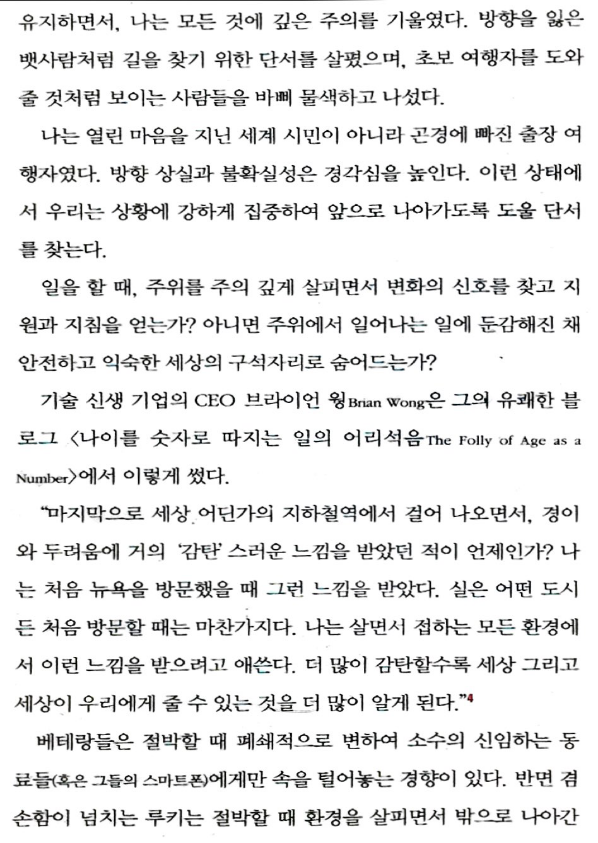 유지하면서, 나는 모든 것에 깊은 주의를 기울였다. 방향을 잃은
뱃사람처럼 길을 찾기 위한 단서를 살폈으며, 초보 여행자를 도와
줄 것처럼 보이는 사람들을 바삐 물색하고 나섰다.
나는 열린 마음을 지닌 세계 시민이 아니라 곤경에 빠진 출장 여
행자였다. 방향 상실과 불확실성은 경각심을 높인다. 이런 상태에
서 우리는 상황에 강하게 집중하여 앞으로 나아가도록 도울 단서
를 찾는다.
일을 할 때, 주위를 주의 깊게 살피면서 변화의 신호를 찾고 지
원과 지침을 얻는가? 아니면 주위에서 일어나는 일에 둔감해진 채
안전하고 익숙한 세상의 구석자리로 숨어드는가?
기술 신생 기업의 CEO 브라이언 웡Brian Wong은 그의 유쾌한 블
로그 〈나이를 숫자로 따지는 일의 어리석음The Folly of Age as a
Number〉에서 이렇게 썼다.
“마지막으로 세상 어딘가의 지하철역에서 걸어 나오면서, 경이
와 두려움에 거의 ‘감탄’ 스러운 느낌을 받았던 적이 언제인가? 나
는 처음 뉴욕을 방문했을 때 그런 느낌을 받았다. 실은 어떤 도시
든 처음 방문할 때는 마찬가지다. 나는 살면서 접하는 모든 환경에
서 이런 느낌을 받으려고 애쓴다. 더 많이 감탄할수록 세상 그리고
세상이 우리에게 줄 수 있는 것을 더 많이 알게 된다.”4
베테랑들은 절박할 때 폐쇄적으로 변하여 소수의 신임하는 동
료들(혹은 그들의 스마트폰)에게만 속을 털어놓는 경향이 있다. 반면 겸
손함이 넘치는 루키는 절박할 때 환경을 살피면서 밖으로 나아간